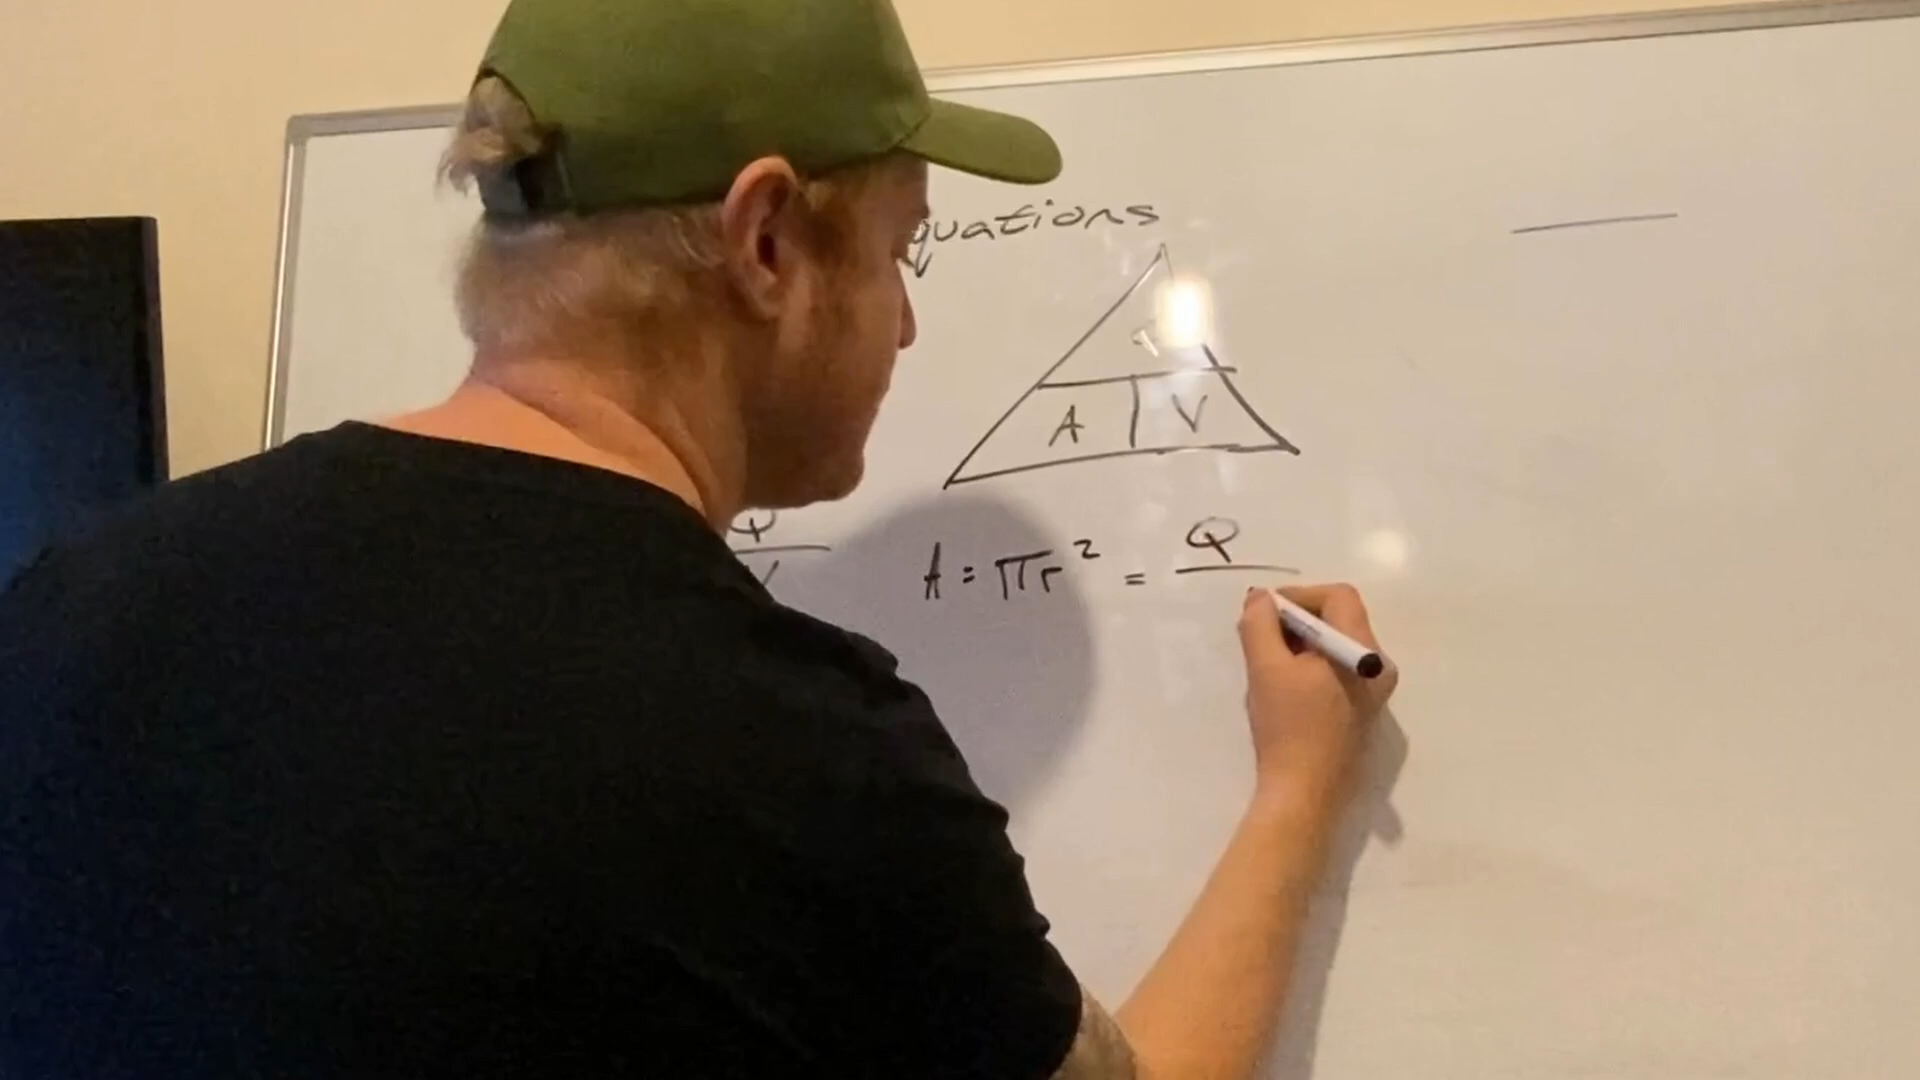 quations
A V
Q
A = πr² = Q